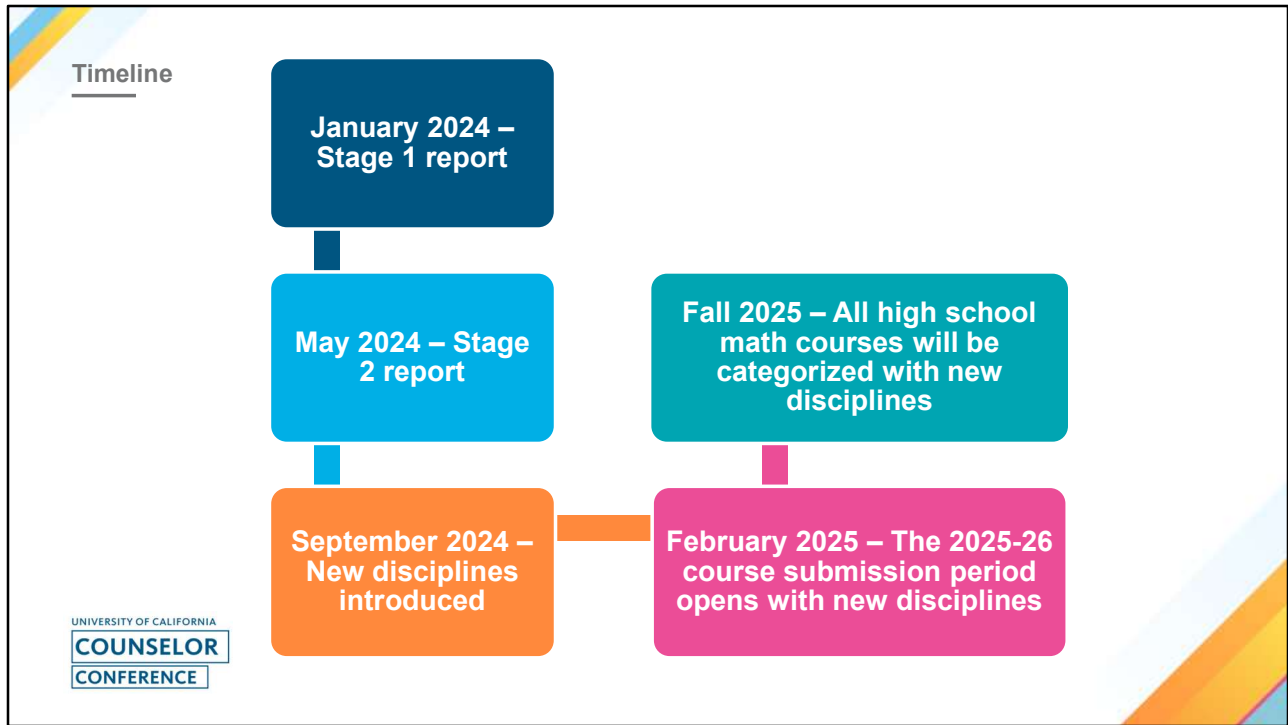 Timeline
January 2024 –
Stage 1 report
May 2024 – Stage
2 report
September 2024 –
New disciplines
introduced
February 2025 – The 2025-26
course submission period
opens with new disciplines
Fall 2025 – All high school
math courses will be
categorized with new
disciplines
UNIVERSITY OF CALIFORNIA
COUNSELOR
CONFERENCE